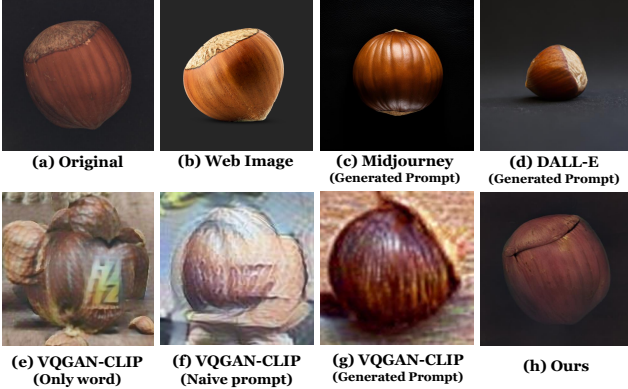 (a) Original
(b) Web Image
(c) Midjourney
(Generated Prompt)
(d) DALL-E
(Generated Prompt)
(e) VQGAN-CLIP
(Only word)
(f) VQGAN-CLIP
(Naive prompt)
(g) VQGAN-CLIP
(Generated Prompt)
(h) Ours